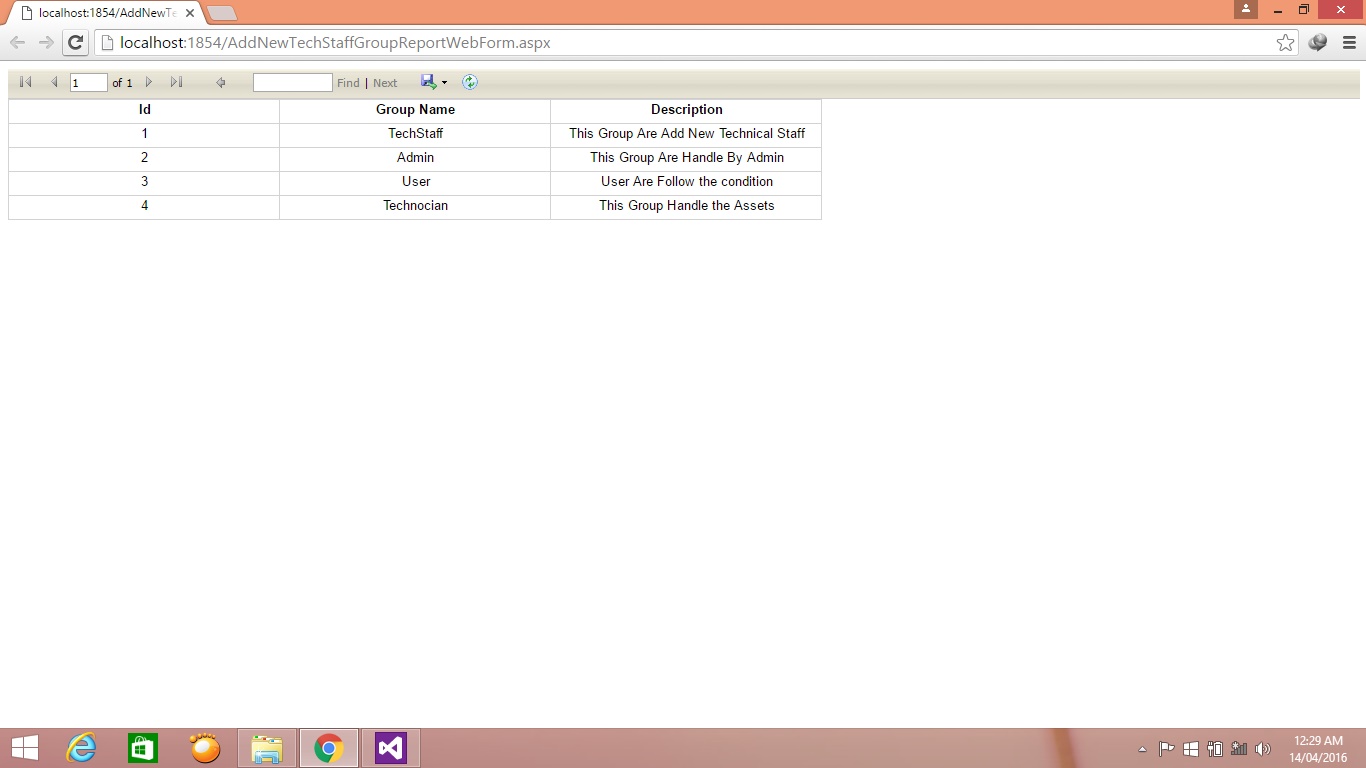 localhost:1854/AddNewTe
localhost:1854/AddNewTechStaffGroupReportWebForm.aspx
1 of 1 Find | Next
Id Group Name Description
1 TechStaff This Group Are Add New Technical Staff
2 Admin This Group Are Handle By Admin
3 User User Are Follow the condition
4 Technocian This Group Handle the Assets
12:29 AM
14/04/2016